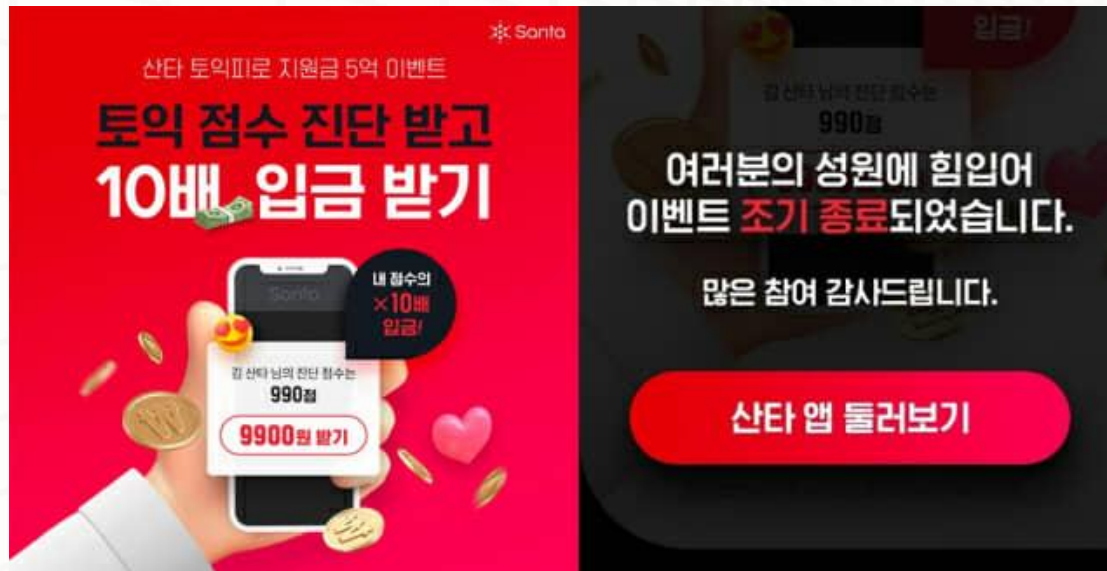 Santa
산타 토익피로 지원금 5억 이벤트
토익 점수 진단 받고
10배 입금 받기
Santa
내 점수의
×10배
입금!
김 산타 님의 진단 점수는
990점
9900원 받기
입금!
김 산타 님의 진단 점수는
990점
여러분의 성원에 힘입어
이벤트 조기 종료되었습니다.
많은 참여 감사드립니다.
산타 앱 둘러보기